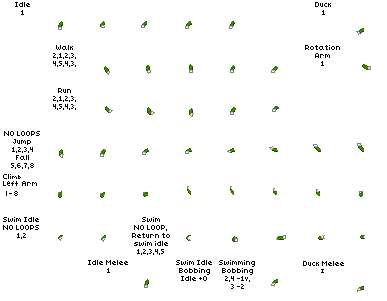 Idle
1
Duck
1
Walk
2,1,2,3,
4,5,4,3,
Rotation
Arm
1
Run
2,1,2,3,
4,5,4,3,
NO LOOPS
Jump
1,2,3,4
Fall
5,6,7,8
Climb
Left Arm
1-8
Swim Idle
NO LOOPS
1,2
Swim
NO LOOP,
Return to
swim idle
1,2,3,4,5
Idle Melee
1
Swim Idle
Bobbing
Idle +0
Swimming
Bobbing
2,4 -1v,
3 -2
Duck Melee
1